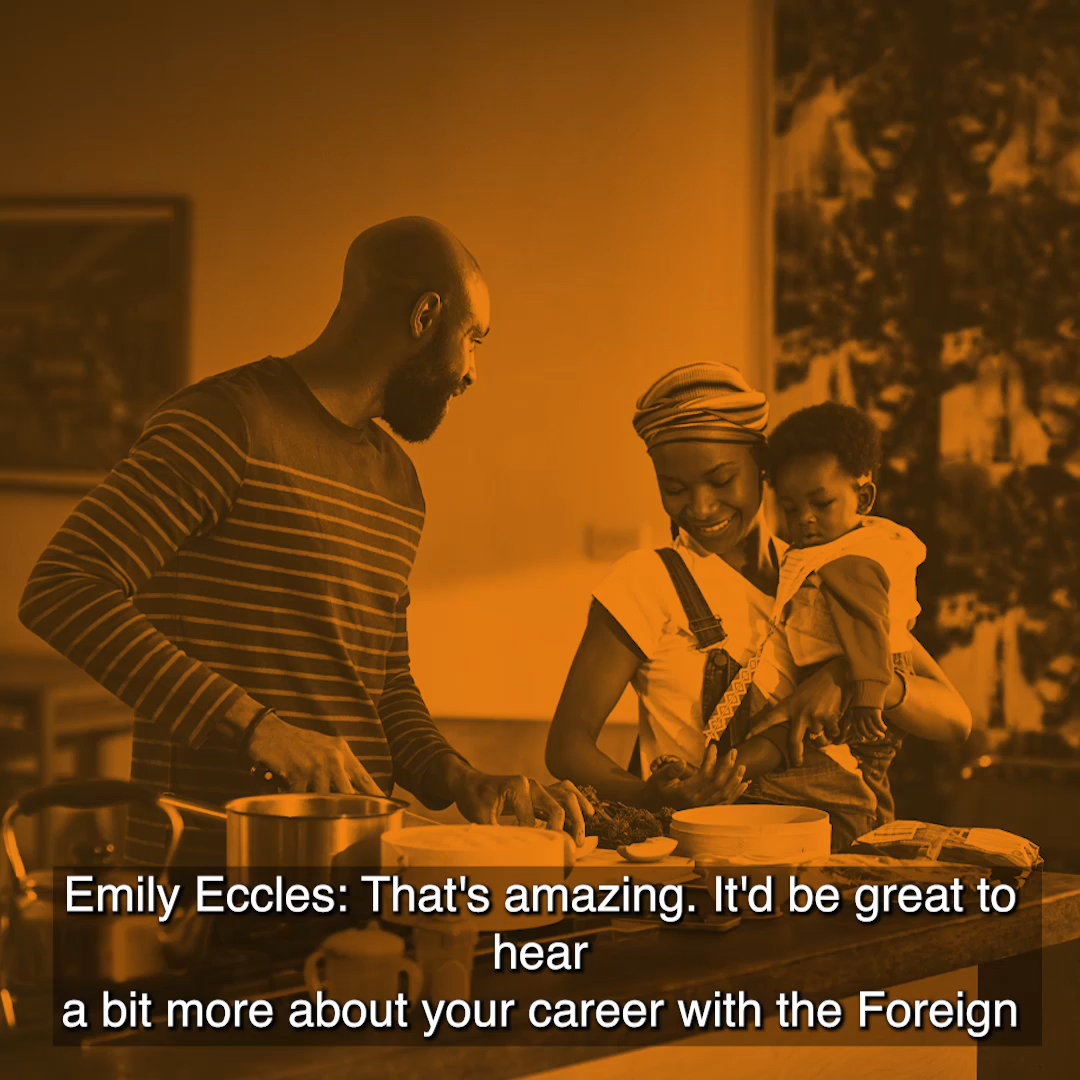 Emily Eccles: That's amazing. It'd be great to
hear
a bit more about your career with the Foreign